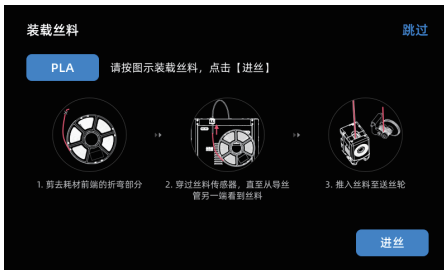 装载丝料
跳过
PLA
请按图示装载丝料，点击【进丝】
1. 剪去耗材前端的折弯部分
2. 穿过丝料传感器，直至从导丝
管另一端看到丝料
3. 推入丝料至送丝轮
进丝